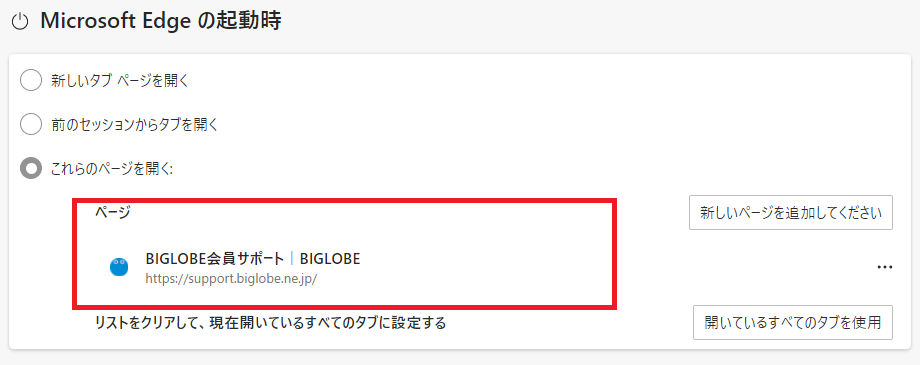 Microsoft Edge の起動時
新しいタブ ページを開く
前のセッションからタブを開く
これらのページを開く:
ページ
新しいページを追加してください
BIGLOBE会員サポート｜BIGLOBE
https://support.biglobe.ne.jp/
リストをクリアして、現在開いているすべてのタブに設定する
開いているすべてのタブを使用